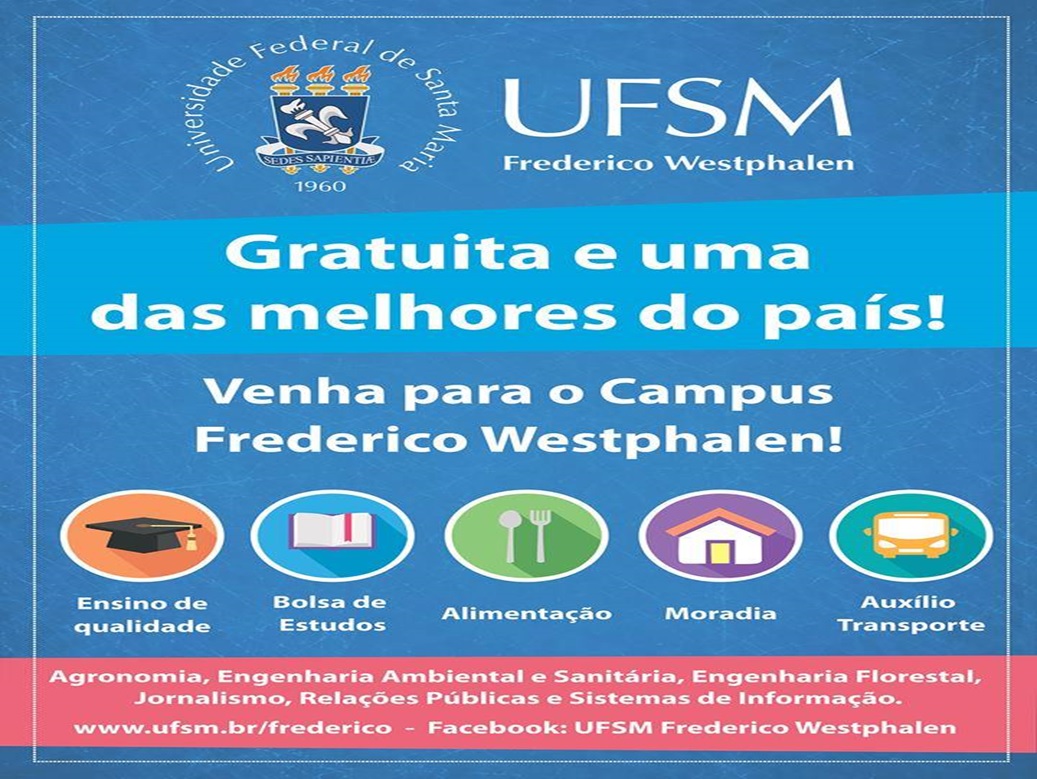 Universidade Federal de Santa Maria
SEDES SAPIENTIÆ
1960
UFSM
Frederico Westphalen
Gratuita e uma
das melhores do país!
Venha para o Campus
Frederico Westphalen!
Ensino de
qualidade
Bolsa de
Estudos
Alimentação
Moradia
Auxílio
Transporte
Agronomia, Engenharia Ambiental e Sanitária, Engenharia Florestal,
Jornalismo, Relações Públicas e Sistemas de Informação.
www.ufsm.br/frederico - Facebook: UFSM Frederico Westphalen